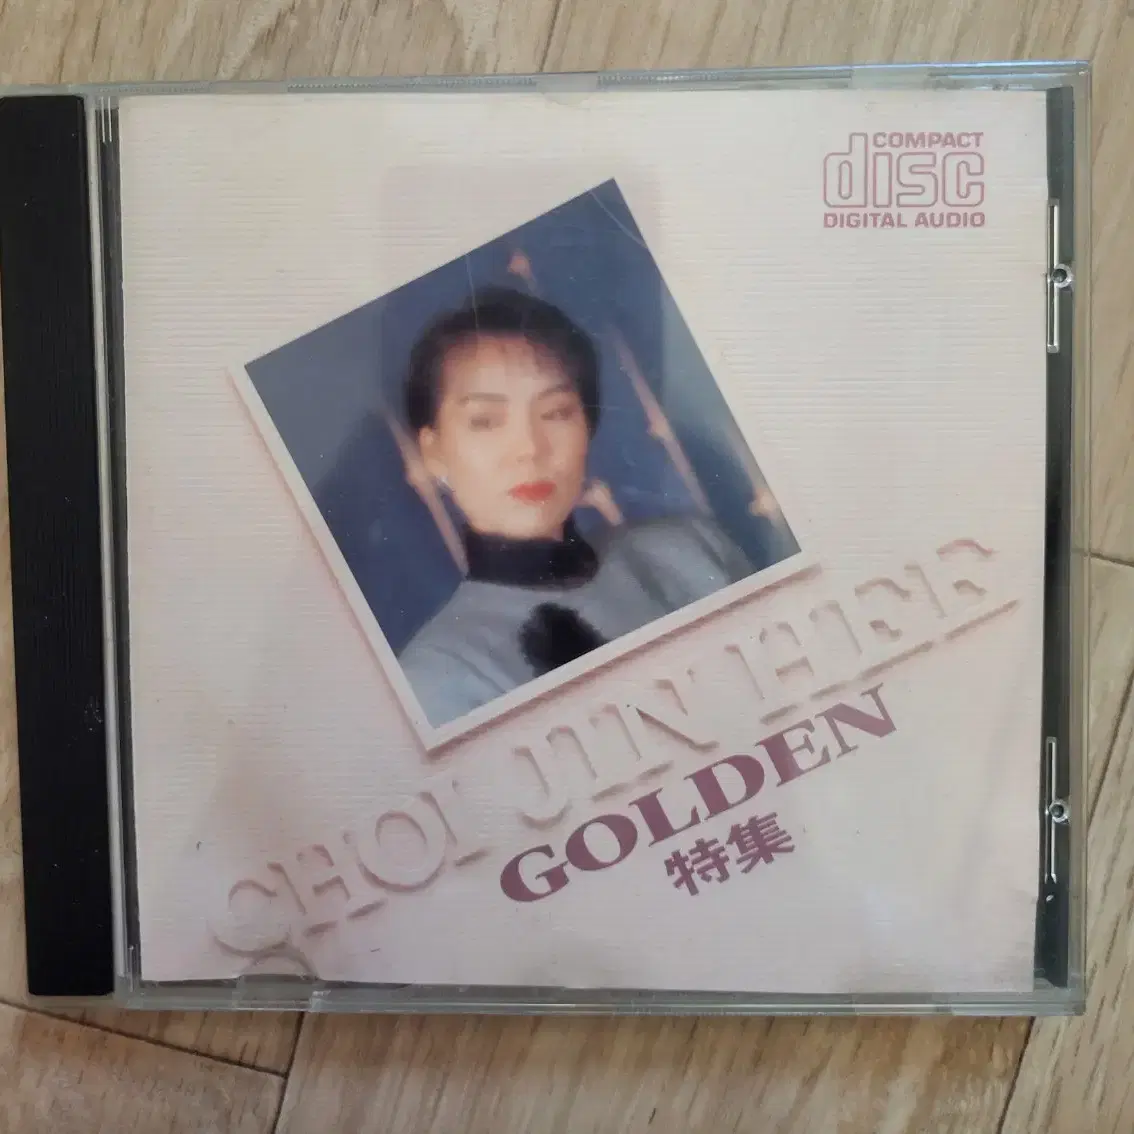 COMPACT
disc
DIGITAL AUDIO
CHOI JIN HEE
GOLDEN
特集